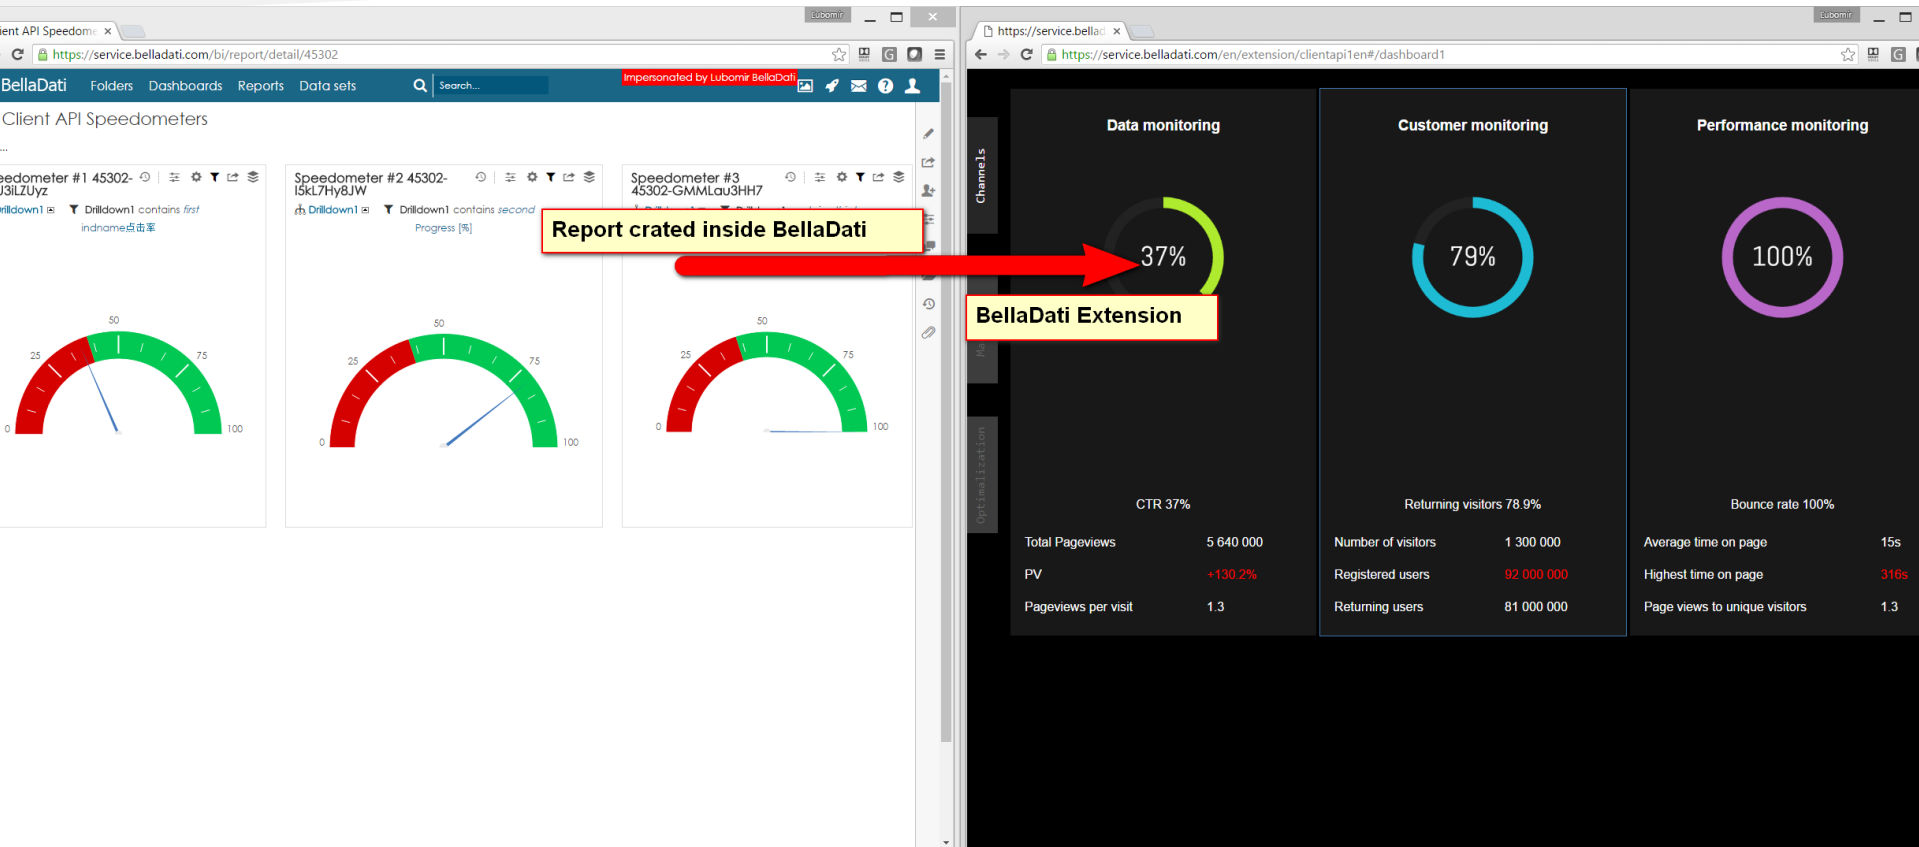 Ľubomír
ient API Speedome
https://service.belladati.com/bi/report/detail/45302
BellaDati
Folders
Dashboards
Reports
Data sets
Search...
Impersonated by Lubomir BellaDati
Client API Speedometers
...
eedometer #1 45302-
J3iLZUyz
rilldown1
Drilldown1 contains first
indname点击率
0
25
50
75
100
Speedometer #2 45302-
I5kL7Hy8JW
Drilldown1
Drilldown1 contains second
Progress [%]
0
25
50
75
100
Speedometer #3
45302-GMMLau3HH7
0
25
50
75
100
Report crated inside BellaDati
BellaDati Extension
Ľubomír
https://service.bellad
https://service.belladati.com/en/extension/clientapi1en#/dashboard1
Channels
Ma
Optimalization
Data monitoring
37%
CTR 37%
Total Pageviews 5 640 000
PV +130.2%
Pageviews per visit 1.3
Customer monitoring
79%
Returning visitors 78.9%
Number of visitors 1 300 000
Registered users 92 000 000
Returning users 81 000 000
Performance monitoring
100%
Bounce rate 100%
Average time on page 15s
Highest time on page 316s
Page views to unique visitors 1.3